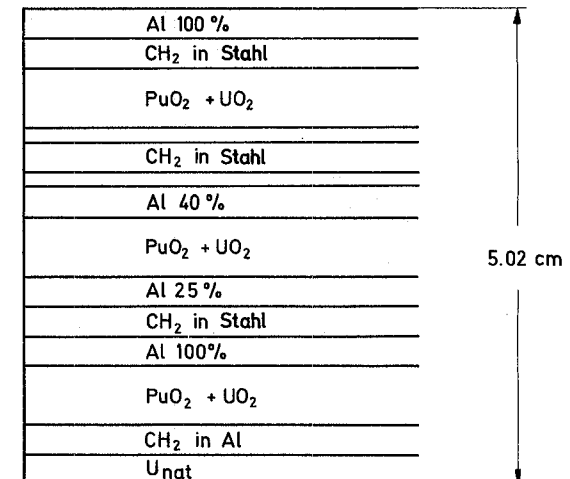 Al 100 %
CH₂ in Stahl
PuO₂ + UO₂
CH₂ in Stahl
Al 40 %
PuO₂ + UO₂
5.02 cm
Al 25 %
CH₂ in Stahl
Al 100%
PuO₂ + UO₂
CH₂ in Al
Unat